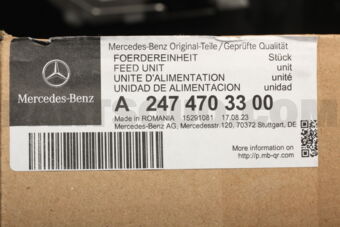 Mercedes-Benz Original-Teile/Geprüfte Qualität
FOERDEREINHEIT Stück
FEED UNIT unit
UNITE D'ALIMENTATION unité
UNIDAD DE ALIMENTACION unidad
Mercedes-Benz
A 247 470 33 00
Made in ROMANIA 15291081 17.08.23
Mercedes-Benz AG, Mercedesstr. 120, 70372 Stuttgart, DE
More information on
http://p.mb-qr.com